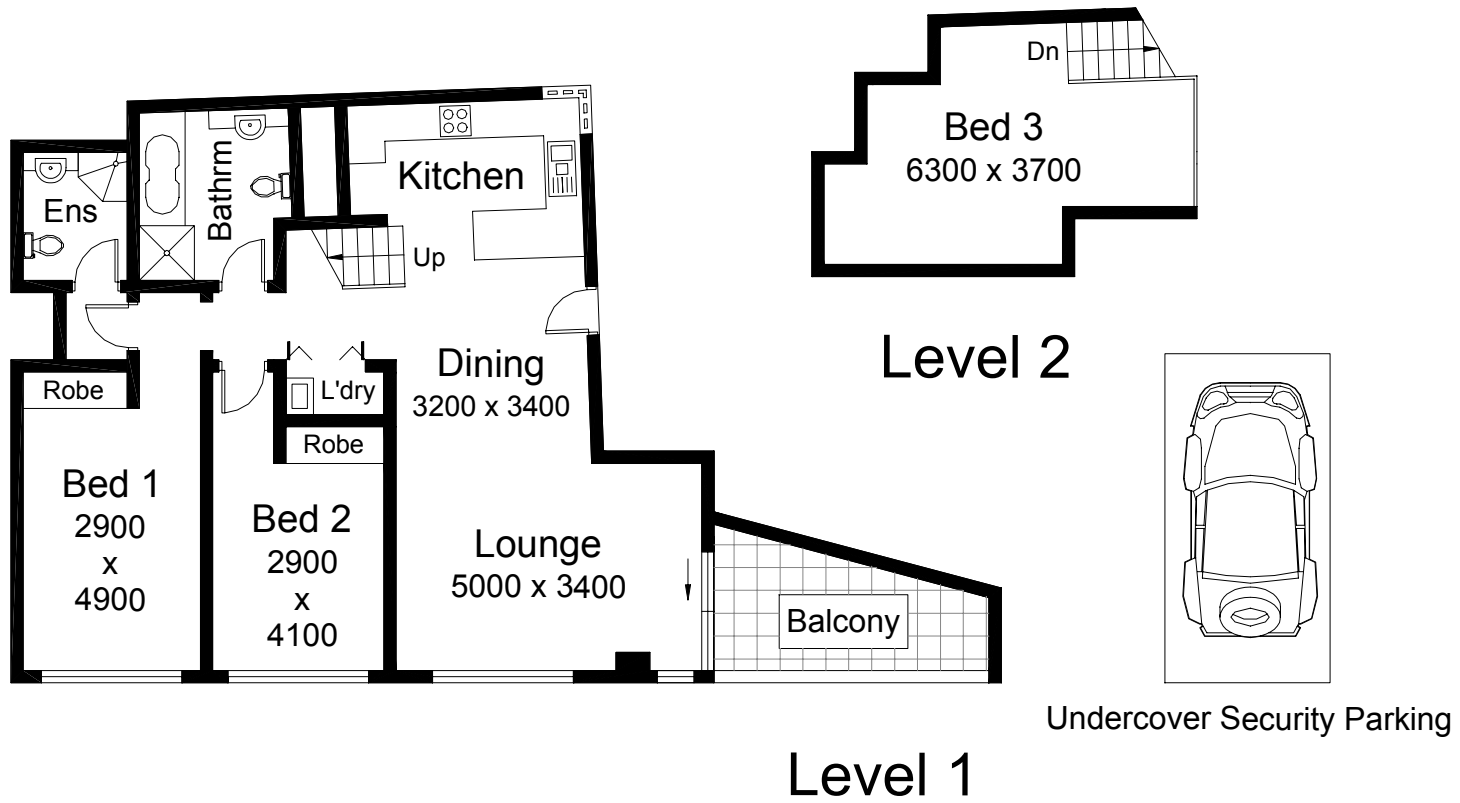 Dn
Bed 3
6300 x 3700
Level 2
Kitchen
Bathrm
Ens
Up
Dining
3200 x 3400
Robe
L'dry
Robe
Bed 1
2900
x
4900
Bed 2
2900
x
4100
Lounge
5000 x 3400
Balcony
Undercover Security Parking
Level 1